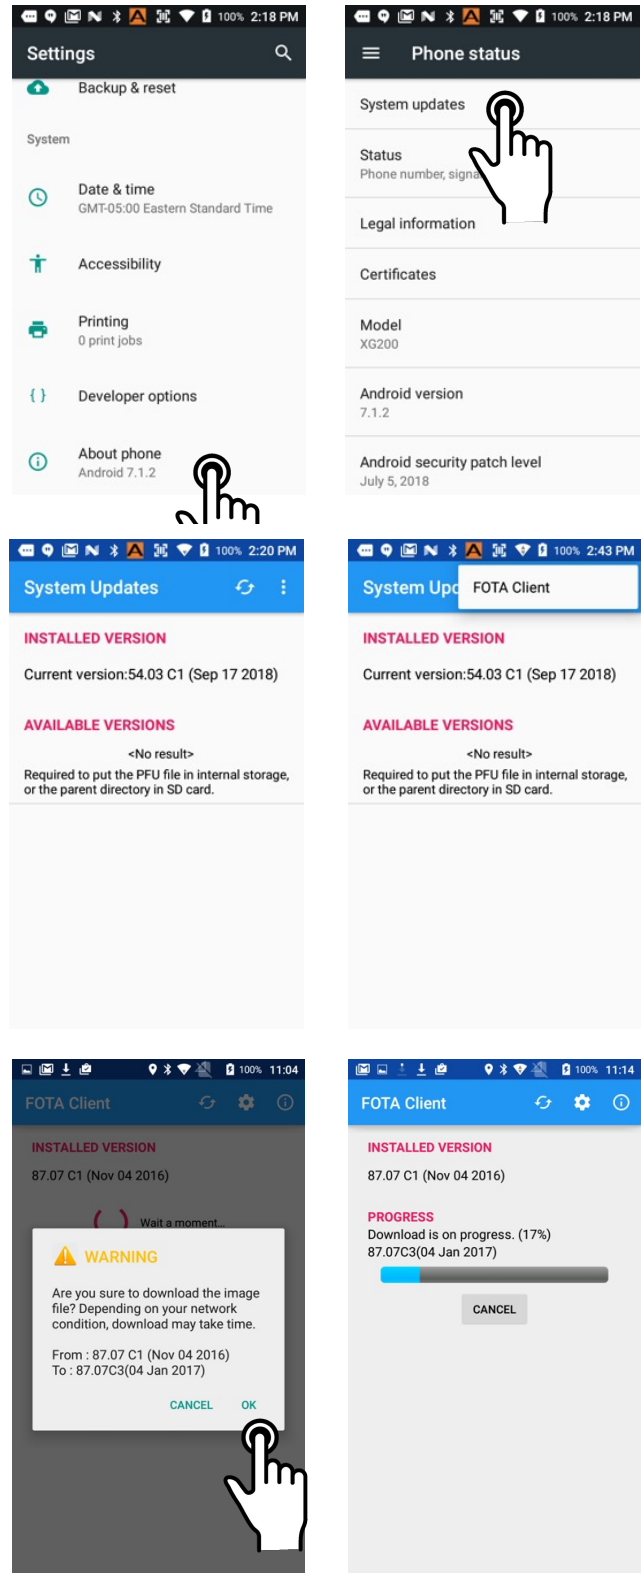 100% 2:18 PM
Settings
Backup & reset
System
Date & time
GMT-05:00 Eastern Standard Time
Accessibility
Printing
0 print jobs
{ } Developer options
About phone
Android 7.1.2
100% 2:18 PM
Phone status
System updates
Status
Phone number, signa
Legal information
Certificates
Model
XG200
Android version
7.1.2
Android security patch level
July 5, 2018
100% 2:20 PM
System Updates
INSTALLED VERSION
Current version:54.03 C1 (Sep 17 2018)
AVAILABLE VERSIONS
<No result>
Required to put the PFU file in internal storage,
or the parent directory in SD card.
100% 2:43 PM
System Upd
FOTA Client
INSTALLED VERSION
Current version:54.03 C1 (Sep 17 2018)
AVAILABLE VERSIONS
<No result>
Required to put the PFU file in internal storage,
or the parent directory in SD card.
100% 11:04
FOTA Client
INSTALLED VERSION
87.07 C1 (Nov 04 2016)
Wait a moment...
WARNING
Are you sure to download the image
file? Depending on your network
condition, download may take time.
From : 87.07 C1 (Nov 04 2016)
To : 87.07C3(04 Jan 2017)
CANCEL OK
100% 11:14
FOTA Client
INSTALLED VERSION
87.07 C1 (Nov 04 2016)
PROGRESS
Download is on progress. (17%)
87.07C3(04 Jan 2017)
CANCEL